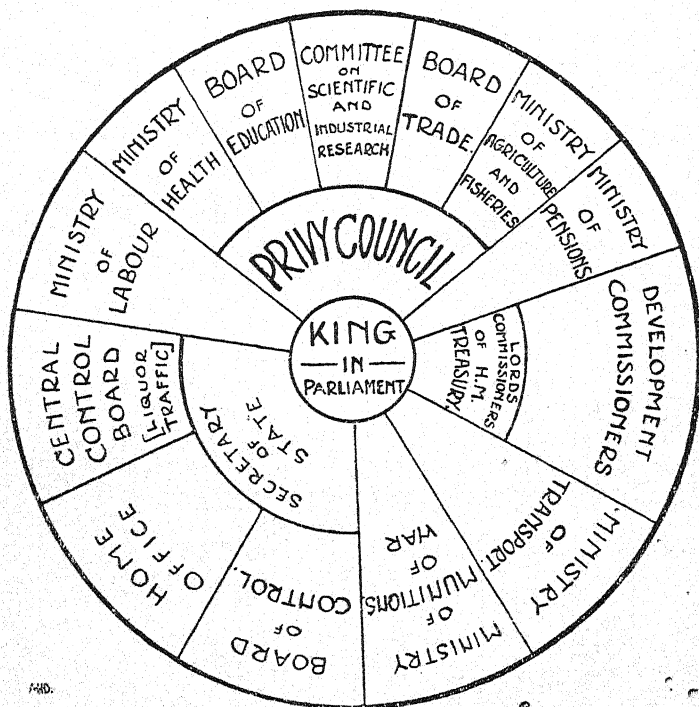 KING
IN
PARLIAMENT
PRIVY COUNCIL
LORDS
COMMISSIONERS
OF H.M.
TREASURY.
SECRETARY
OF
STATE
COMMITTEE
ON
SCIENTIFIC
AND
INDUSTRIAL
RESEARCH
BOARD
OF
TRADE.
MINISTRY
OF
AGRICULTURE
AND
FISHERIES
MINISTRY
OF
PENSIONS
DEVELOPMENT
COMMISSIONERS
MINISTRY
OF
TRANSPORT.
MINISTRY
OF
MUNITIONS
OF
WAR
BOARD
OF
CONTROL.
HOME
OFFICE
CENTRAL
CONTROL
BOARD
[LIQUOR
TRAFFIC]
MINISTRY
OF
LABOUR
MINISTRY
OF
HEALTH
BOARD
OF
EDUCATION